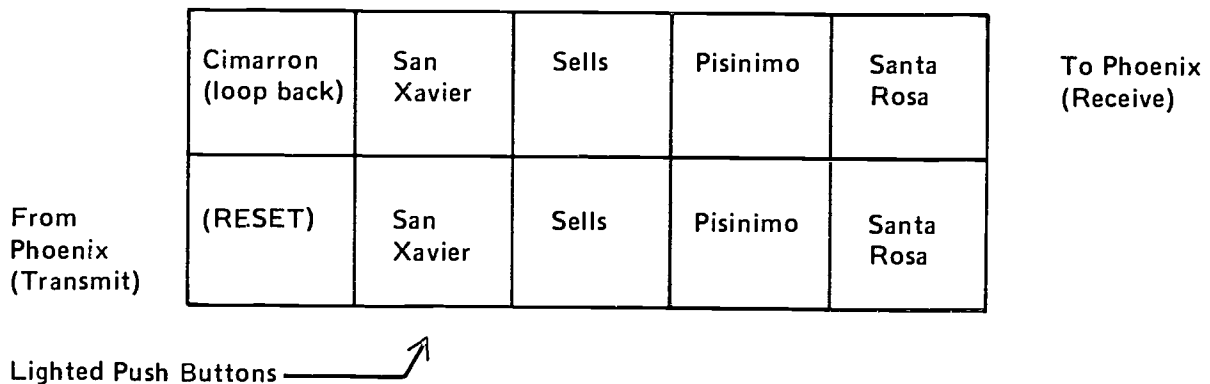 Cimarron
(loop back)
San
Xavier
Sells
Pisinimo
Santa
Rosa
To Phoenix
(Receive)
From
Phoenix
(Transmit)
(RESET)
San
Xavier
Sells
Pisinimo
Santa
Rosa
Lighted Push Buttons